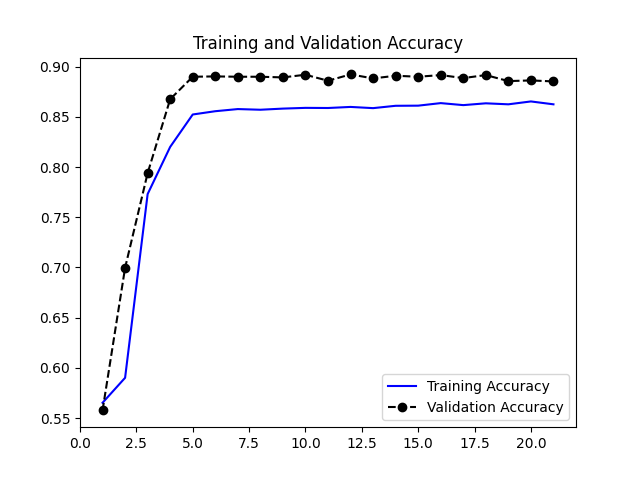 Training and Validation Accuracy
0.90
0.85
0.80
0.75
0.70
0.65
0.60
0.55
Training Accuracy
Validation Accuracy
0.0 2.5 5.0 7.5 10.0 12.5 15.0 17.5 20.0